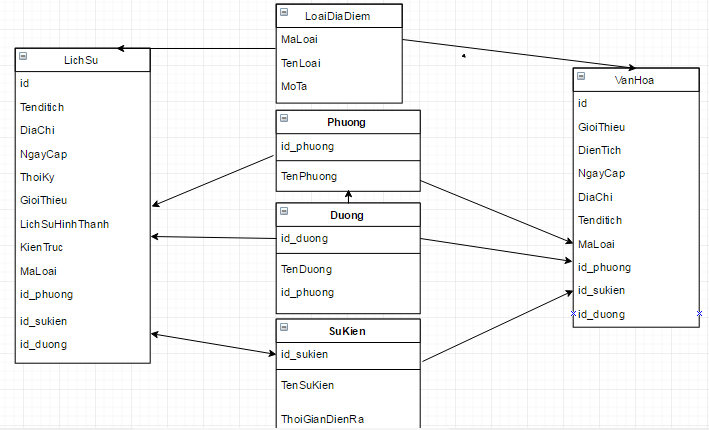 LoaiDiaDiem
MaLoai
TenLoai
MoTa
LichSu
id
Tenditich
DiaChi
NgayCap
ThoiKy
GioiThieu
LichSuHinhThanh
KienTruc
MaLoai
id_phuong
id_sukien
id_duong
Phuong
id_phuong
TenPhuong
Duong
id_duong
TenDuong
id_phuong
SuKien
id_sukien
TenSuKien
ThoiGianDienRa
VanHoa
id
GioiThieu
DienTich
NgayCap
DiaChi
Tenditich
MaLoai
id_phuong
id_sukien
id_duong